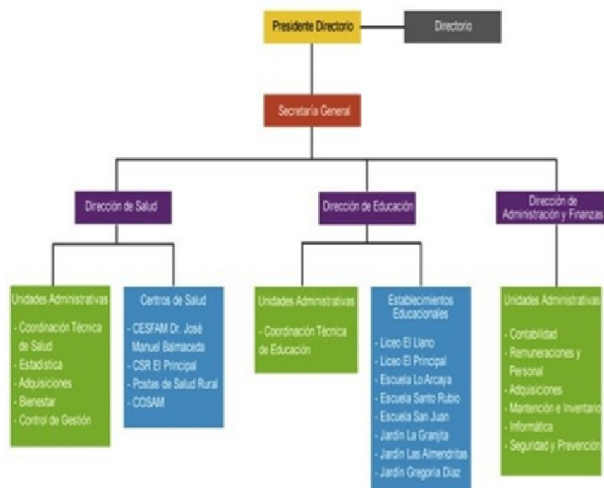 Presidente Directorio
Directorio
Secretaría General
Dirección de Salud
Dirección de Educación
Dirección de
Administración y Finanzas
Unidades Administrativas
- Coordinación Técnica
de Salud
- Estadística
- Adquisiciones
- Bienestar
- Control de Gestión
Centros de Salud
- CESFAM Dr. José
Manuel Balmaceda
- CSR El Principal
- Postas de Salud Rural
- COSAM
Unidades Administrativas
- Coordinación Técnica
de Educación
Establecimientos
Educacionales
- Liceo El Llano
- Liceo El Principal
- Escuela Lo Arcaya
- Escuela Santo Rubio
- Escuela San Juan
- Jardín La Granjita
- Jardín Las Almendritas
- Jardín Gregoria Díaz
Unidades Administrativas
- Contabilidad
- Remuneraciones y
Personal
- Adquisiciones
- Mantención e Inventario
- Informática
- Seguridad y Prevención